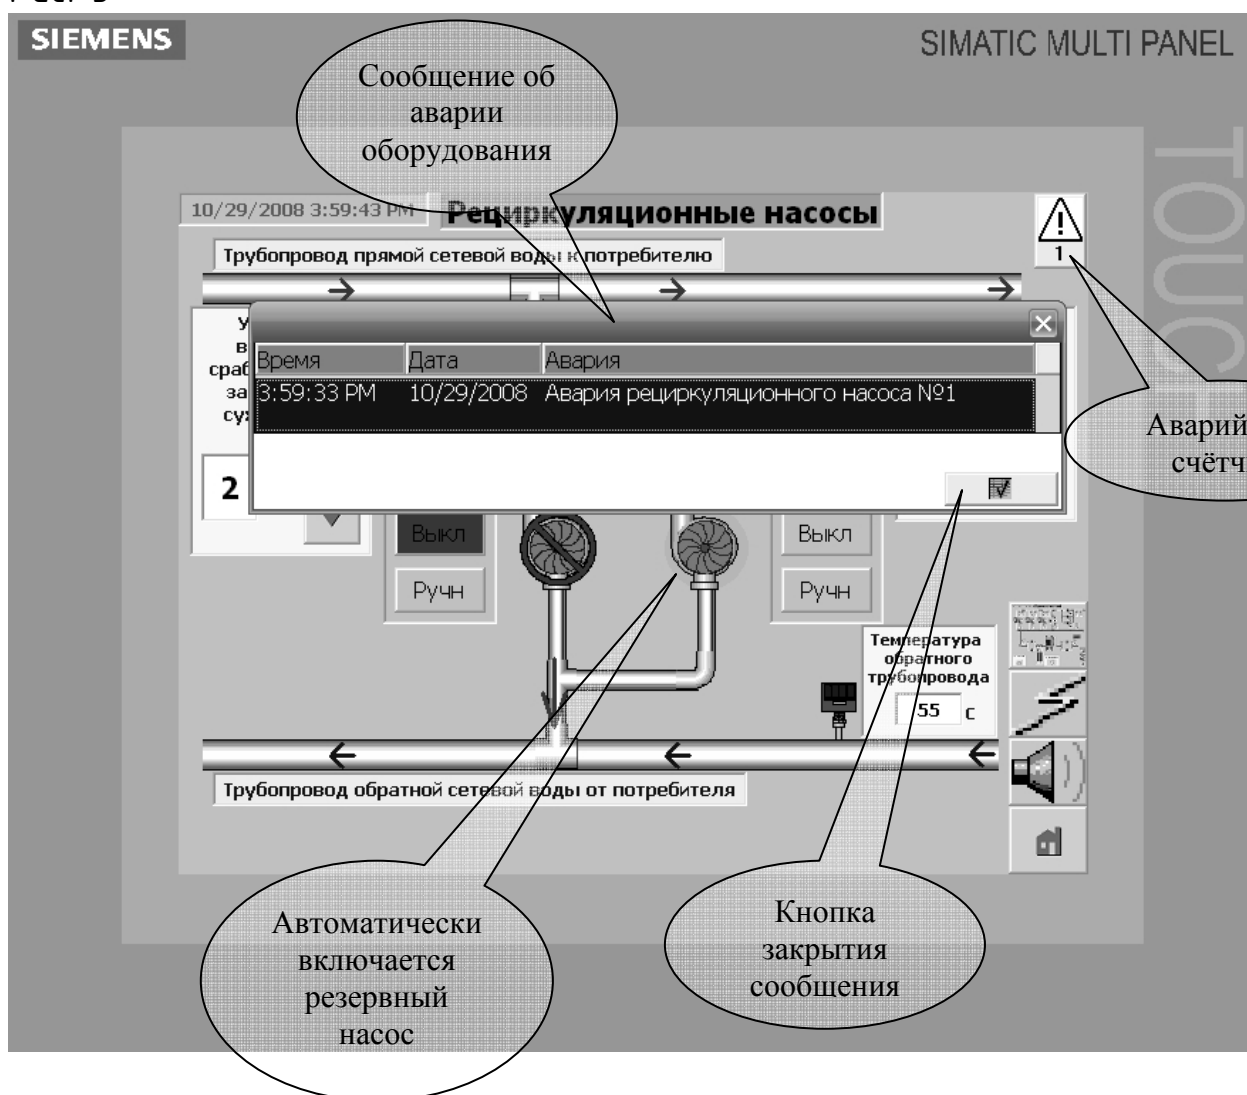 SIEMENS
SIMATIC MULTI PANEL
TOUC
Сообщение об
аварии
оборудования
10/29/2008 3:59:43 PM
Рециркуляционные насосы
1
Трубопровод прямой сетевой воды к потребителю
Время Дата Авария
3:59:33 PM 10/29/2008 Авария рециркуляционного насоса №1
Аварий
счётч
2
Выкл
Выкл
Ручн
Ручн
Температура
обратного
трубопровода
55 С
Трубопровод обратной сетевой воды от потребителя
Автоматически
включается
резервный
насос
Кнопка
закрытия
сообщения